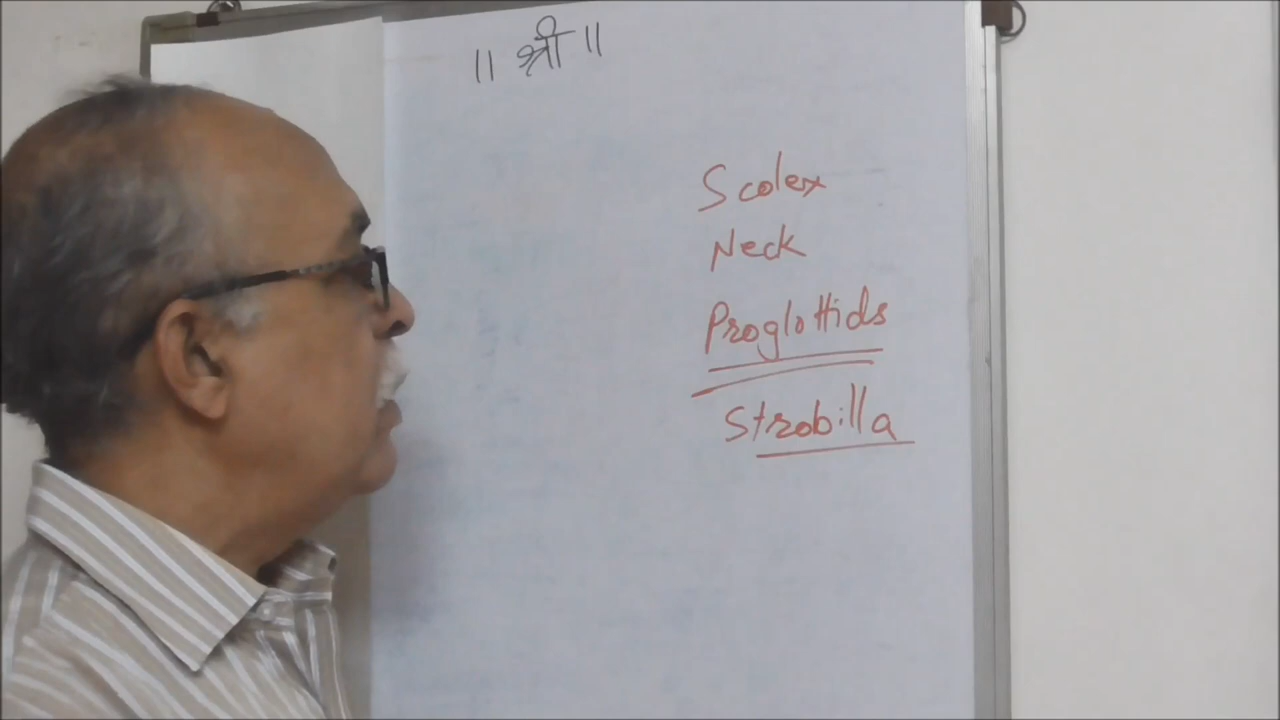 ॥ श्री ॥
Scolex
Neck
Proglottids
Strobilla